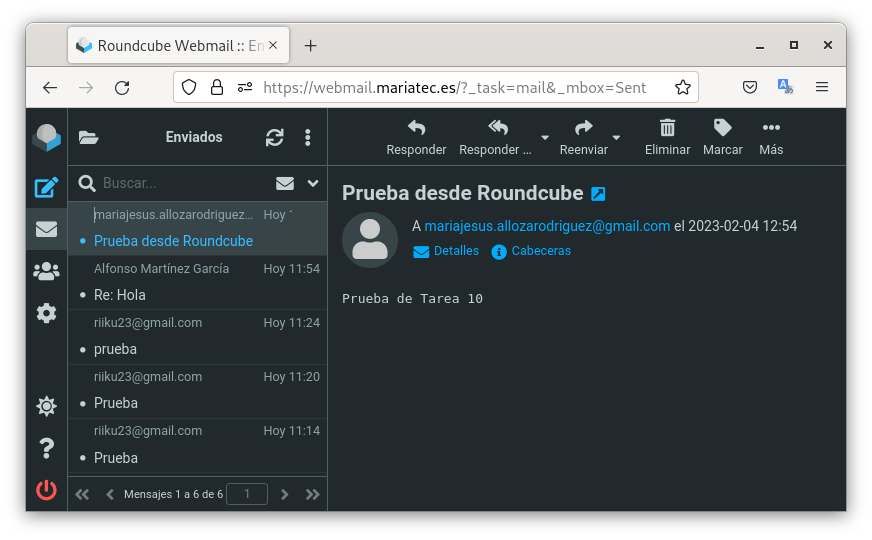 Roundcube Webmail :: En
https://webmail.mariatec.es/?_task=mail&_mbox=Sent
Enviados
Responder
Responder ...
Reenviar
Eliminar
Marcar
Más
Buscar...
mariajesus.allozarodriguez... Hoy
Prueba desde Roundcube
Alfonso Martínez García Hoy 11:54
Re: Hola
riiku23@gmail.com Hoy 11:24
prueba
riiku23@gmail.com Hoy 11:20
Prueba
riiku23@gmail.com Hoy 11:14
Prueba
Mensajes 1 a 6 de 6 1
Prueba desde Roundcube
A mariajesus.allozarodriguez@gmail.com el 2023-02-04 12:54
Detalles Cabeceras
Prueba de Tarea 10